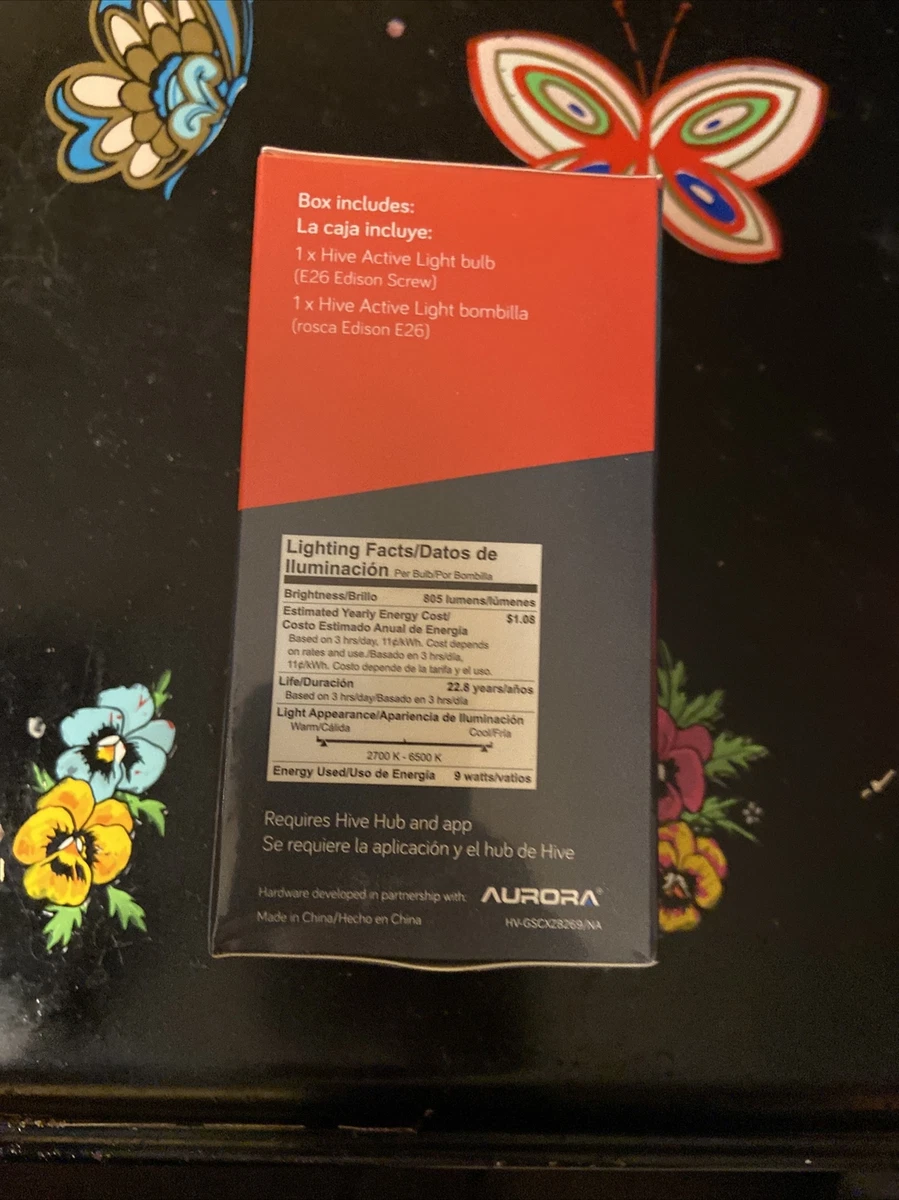 Box includes:
La caja incluye:
1 x Hive Active Light bulb
(E26 Edison Screw)
1 x Hive Active Light bombilla
(rosca Edison E26)
Lighting Facts/Datos de
Iluminación Per Bulb/Por Bombilla
Brightness/Brillo 805 lumens/lúmenes
Estimated Yearly Energy Cost/ $1.08
Costo Estimado Anual de Energía
Based on 3 hrs/day, 11¢/kWh. Cost depends
on rates and use./Basado en 3 hrs/día,
11¢/kWh. Costo depende de la tarifa y el uso.
Life/Duración 22.8 years/años
Based on 3 hrs/day/Basado en 3 hrs/día
Light Appearance/Apariencia de Iluminación
Warm/Cálida Cool/Fría
2700 K - 6500 K
Energy Used/Uso de Energía 9 watts/vatios
Requires Hive Hub and app
Se requiere la aplicación y el hub de Hive
Hardware developed in partnership with: AURORA®
Made in China/Hecho en China HV-GSCXZ8269/NA